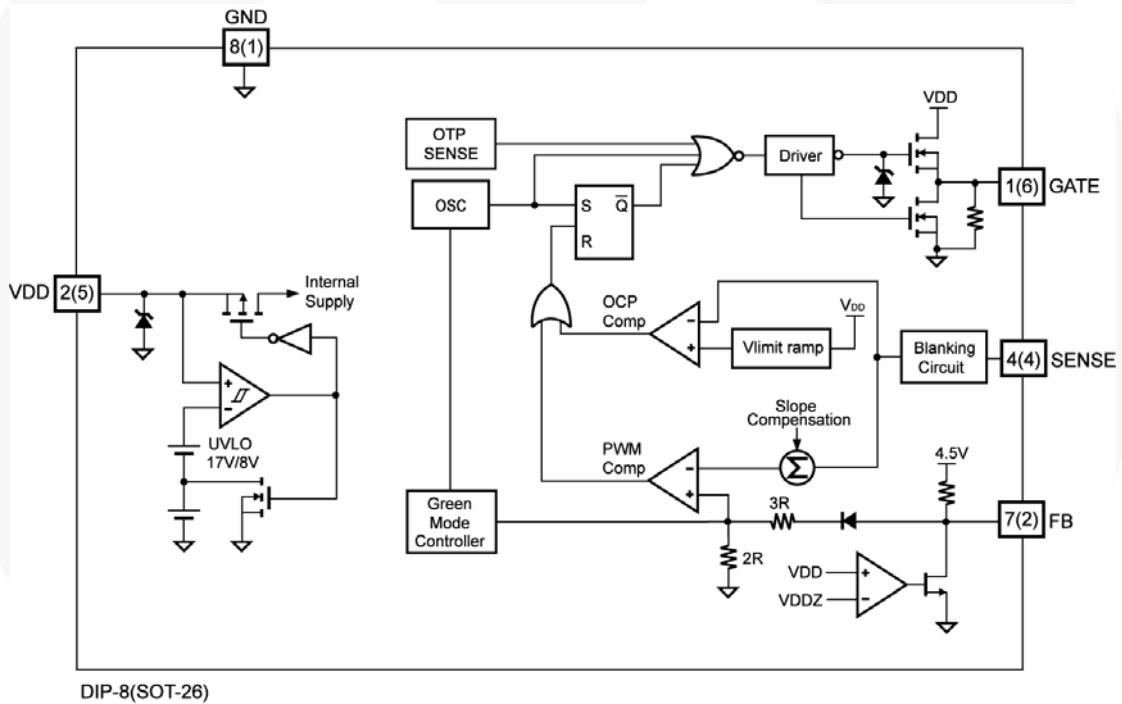 GND
8(1)
VDD
OTP
SENSE
Driver
1(6) GATE
OSC
S Q̅
R
VDD 2(5)
Internal
Supply
OCP
Comp
-
+
Vlimit ramp
VDD
Blanking
Circuit
4(4) SENSE
+
-
UVLO
17V/8V
Slope
Compensation
PWM
Comp
-
+
Σ
4.5V
Green
Mode
Controller
3R
7(2) FB
2R
VDD +
VDDZ -
DIP-8(SOT-26)